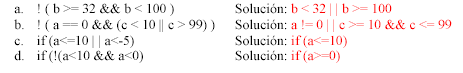 a. ! ( b >= 32 && b < 100 ) Solución: b < 32 || b >= 100
b. ! ( a == 0 && (c < 10 || c > 99) ) Solución: a != 0 || c >= 10 && c <= 99
c. if (a<=10 || a<-5) Solución: if (a<=10)
d. if (!(a<10 && a<0) Solución: if (a>=0)